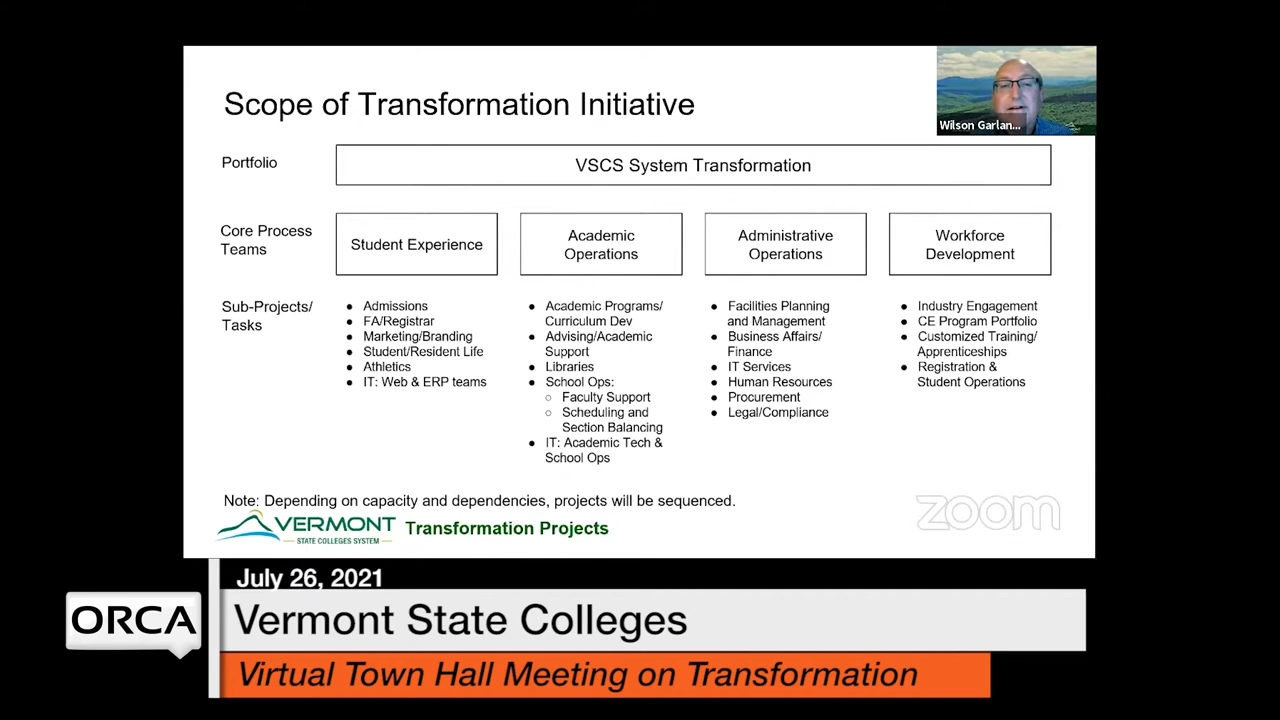 Scope of Transformation Initiative
Wilson Garlan...
Portfolio
VSCS System Transformation
Core Process
Teams
Student Experience
Academic
Operations
Administrative
Operations
Workforce
Development
Sub-Projects/
Tasks
● Admissions
● FA/Registrar
● Marketing/Branding
● Student/Resident Life
● Athletics
● IT: Web & ERP teams
● Academic Programs/
Curriculum Dev
● Advising/Academic
Support
● Libraries
● School Ops:
○ Faculty Support
○ Scheduling and
Section Balancing
● IT: Academic Tech &
School Ops
● Facilities Planning
and Management
● Business Affairs/
Finance
● IT Services
● Human Resources
● Procurement
● Legal/Compliance
● Industry Engagement
● CE Program Portfolio
● Customized Training/
Apprenticeships
● Registration &
Student Operations
Note: Depending on capacity and dependencies, projects will be sequenced.
VERMONT
STATE COLLEGES SYSTEM
Transformation Projects
zoom
July 26, 2021
ORCA
Vermont State Colleges
Virtual Town Hall Meeting on Transformation